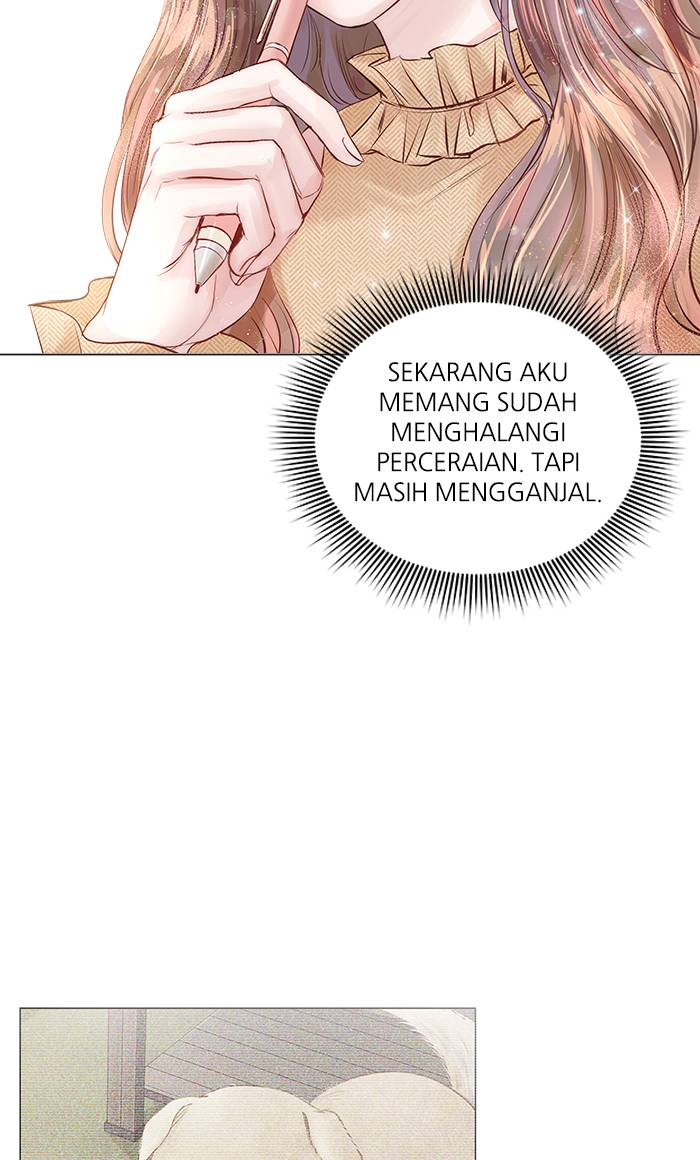 SEKARANG AKU
MEMANG SUDAH
MENGHALANGI
PERCERAIAN. TAPI
MASIH MENGGANJAL.